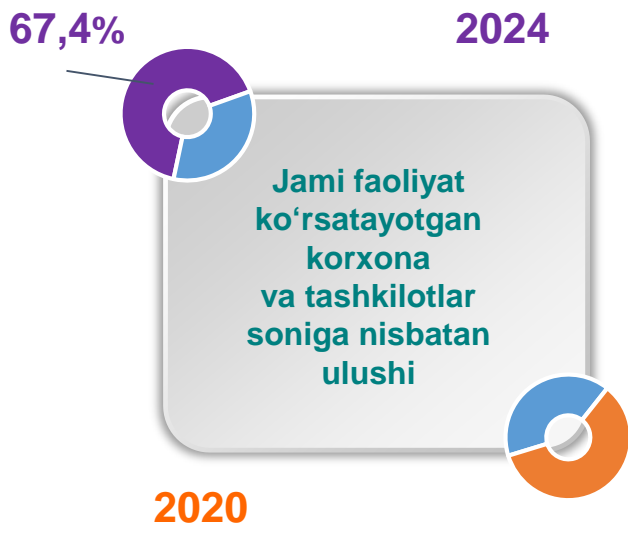 67,4%
2024
Jami faoliyat
ko‘rsatayotgan
korxona
va tashkilotlar
soniga nisbatan
ulushi
2020